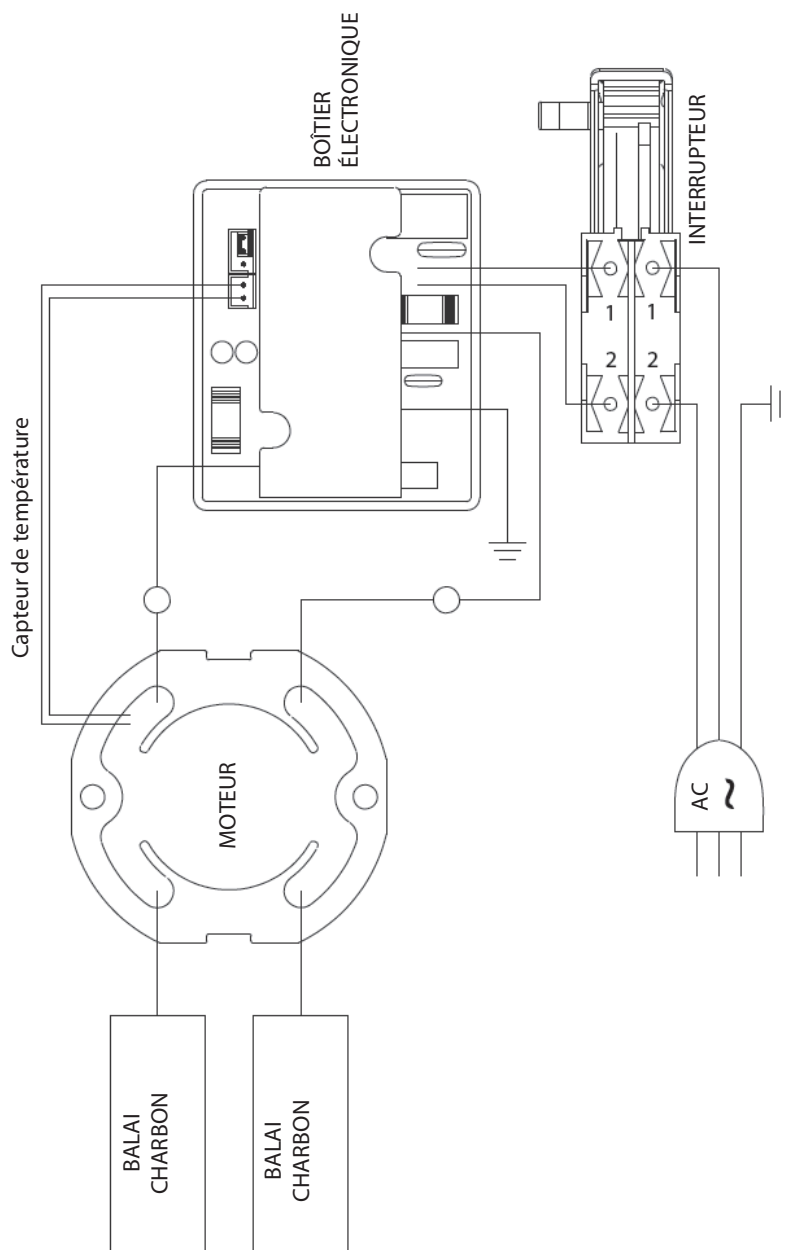 BOÎTIER
ÉLECTRONIQUE
INTERRUPTEUR
1 1
2 2
Capteur de température
MOTEUR
AC
~
BALAI
CHARBON
BALAI
CHARBON